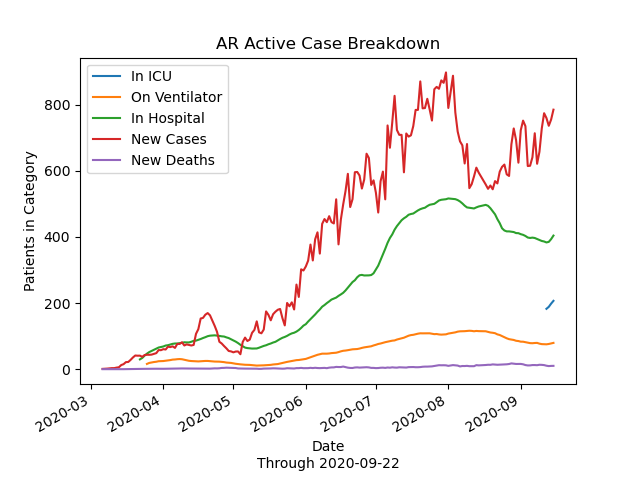 AR Active Case Breakdown
In ICU
On Ventilator
In Hospital
New Cases
New Deaths
Patients in Category
800
600
400
200
0
2020-03
2020-04
2020-05
2020-06
2020-07
2020-08
2020-09
Date
Through 2020-09-22